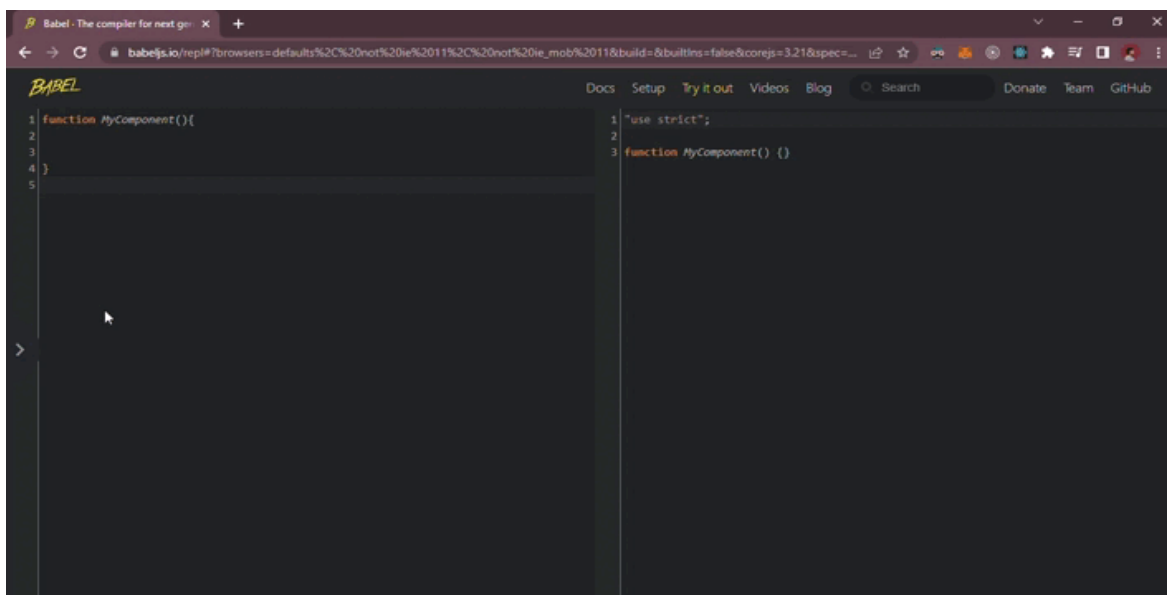 Babel · The compiler for next ge
babeljs.io/repl#?browsers=defaults%2C%20not%20ie%2011%2C%20not%20ie_mob%2011&build=&builtIns=false&corejs=3.21&spec=...
BABEL
Docs Setup Try it out Videos Blog Search Donate Team GitHub
1 function MyComponent(){
2
3
4 }
5
1 "use strict";
2
3 function MyComponent() {}